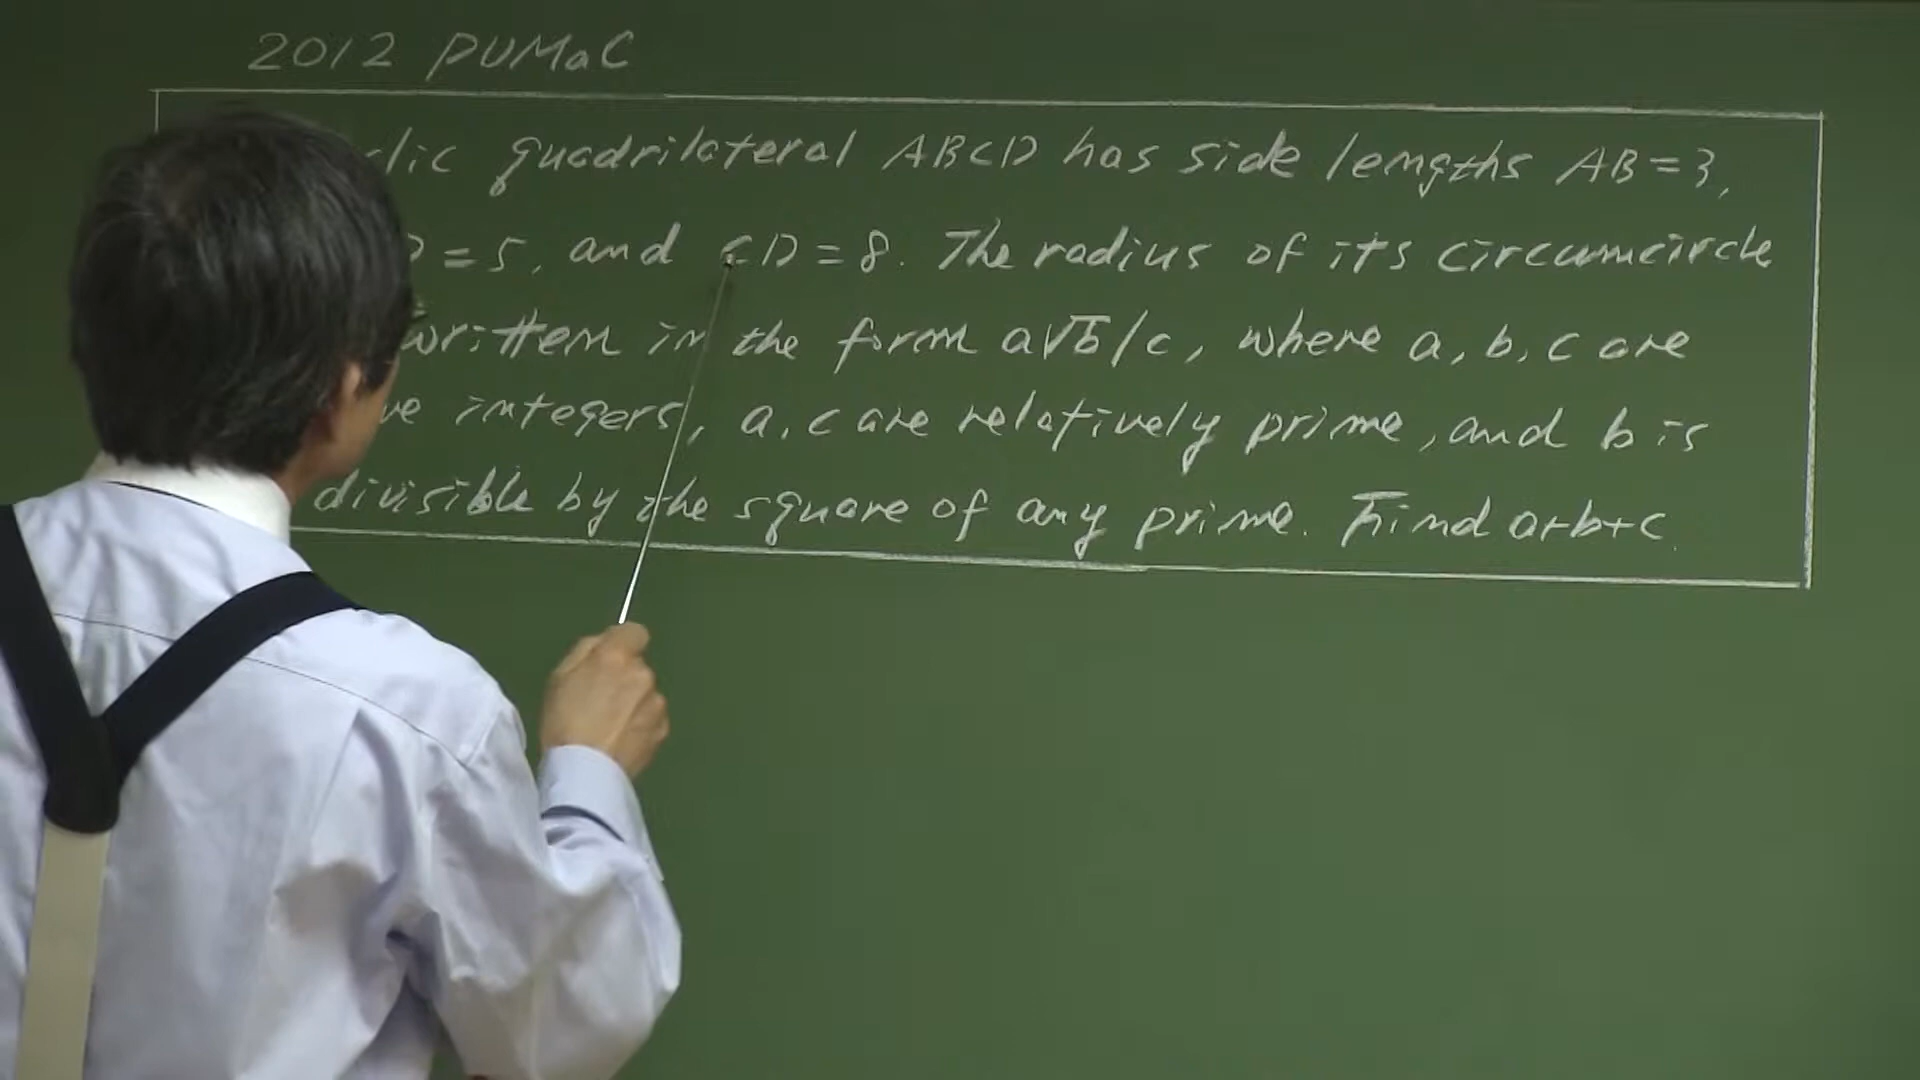 2012 PUMaC
clic quadrilateral ABCD has side lengths AB=3,
D=5, and CD=8. The radius of its circumcircle
written in the form a√b/c, where a, b, c are
ve integers, a, c are relatively prime, and b is
divisible by the square of any prime. Find a+b+c.